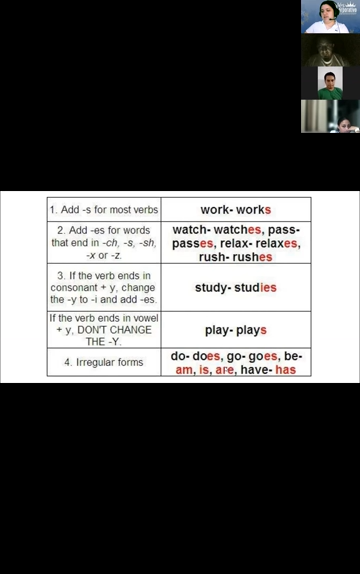 1. Add -s for most verbs
work- works
2. Add -es for words
that end in -ch, -s, -sh,
-x or -z.
watch- watches, pass-
passes, relax- relaxes,
rush- rushes
3. If the verb ends in
consonant + y, change
the -y to -i and add -es.
study- studies
If the verb ends in vowel
+ y, DON'T CHANGE
THE -Y.
play- plays
4. Irregular forms
do- does, go- goes, be-
am, is, are, have- has